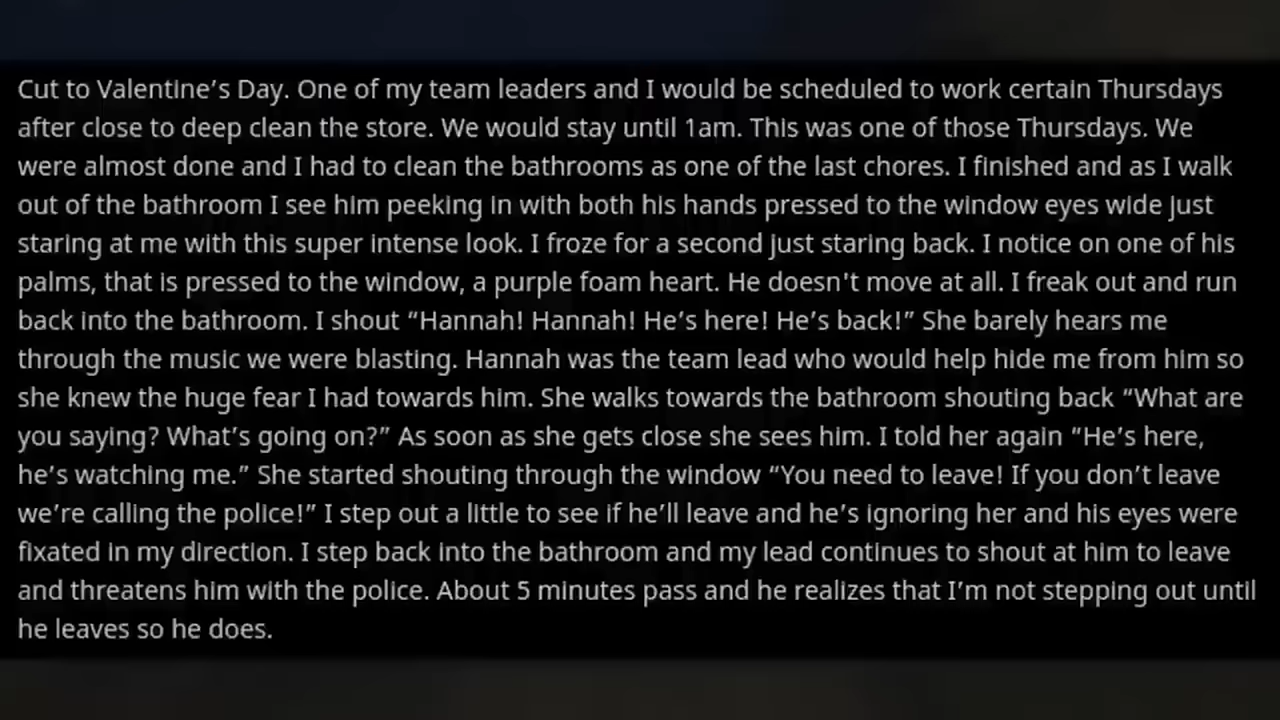 Cut to Valentine’s Day. One of my team leaders and I would be scheduled to work certain Thursdays
after close to deep clean the store. We would stay until 1am. This was one of those Thursdays. We
were almost done and I had to clean the bathrooms as one of the last chores. I finished and as I walk
out of the bathroom I see him peeking in with both his hands pressed to the window eyes wide just
staring at me with this super intense look. I froze for a second just staring back. I notice on one of his
palms, that is pressed to the window, a purple foam heart. He doesn't move at all. I freak out and run
back into the bathroom. I shout “Hannah! Hannah! He’s here! He’s back!” She barely hears me
through the music we were blasting. Hannah was the team lead who would help hide me from him so
she knew the huge fear I had towards him. She walks towards the bathroom shouting back “What are
you saying? What’s going on?” As soon as she gets close she sees him. I told her again “He’s here,
he’s watching me.” She started shouting through the window “You need to leave! If you don’t leave
we’re calling the police!” I step out a little to see if he’ll leave and he’s ignoring her and his eyes were
fixated in my direction. I step back into the bathroom and my lead continues to shout at him to leave
and threatens him with the police. About 5 minutes pass and he realizes that I’m not stepping out until
he leaves so he does.